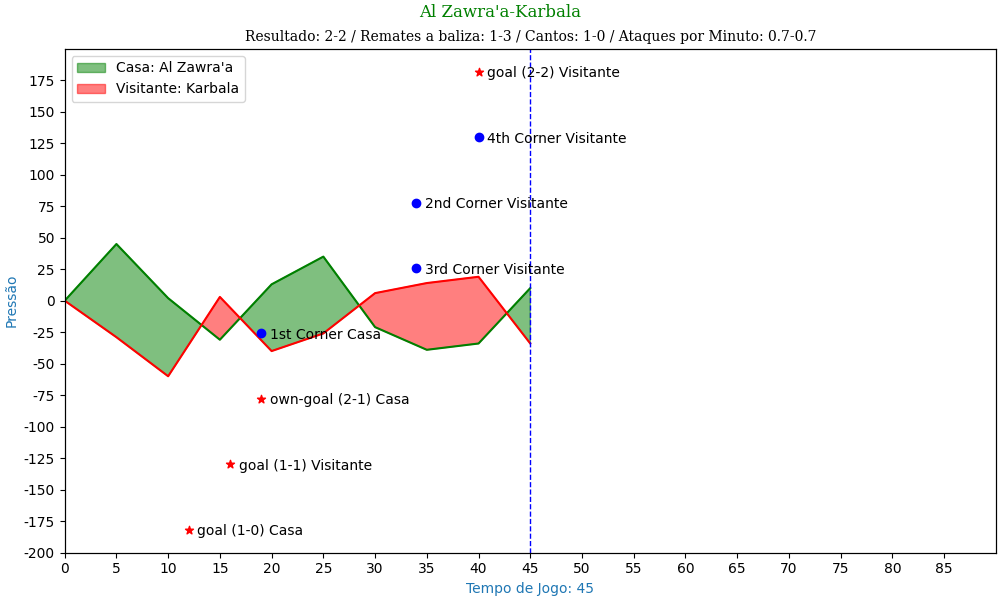 Al Zawra'a-Karbala
Resultado: 2-2 / Remates a baliza: 1-3 / Cantos: 1-0 / Ataques por Minuto: 0.7-0.7
Casa: Al Zawra'a
Visitante: Karbala
goal (2-2) Visitante
4th Corner Visitante
2nd Corner Visitante
3rd Corner Visitante
1st Corner Casa
own-goal (2-1) Casa
goal (1-1) Visitante
goal (1-0) Casa
Pressão
175
150
125
100
75
50
25
0
-25
-50
-75
-100
-125
-150
-175
-200
0 5 10 15 20 25 30 35 40 45 50 55 60 65 70 75 80 85
Tempo de Jogo: 45